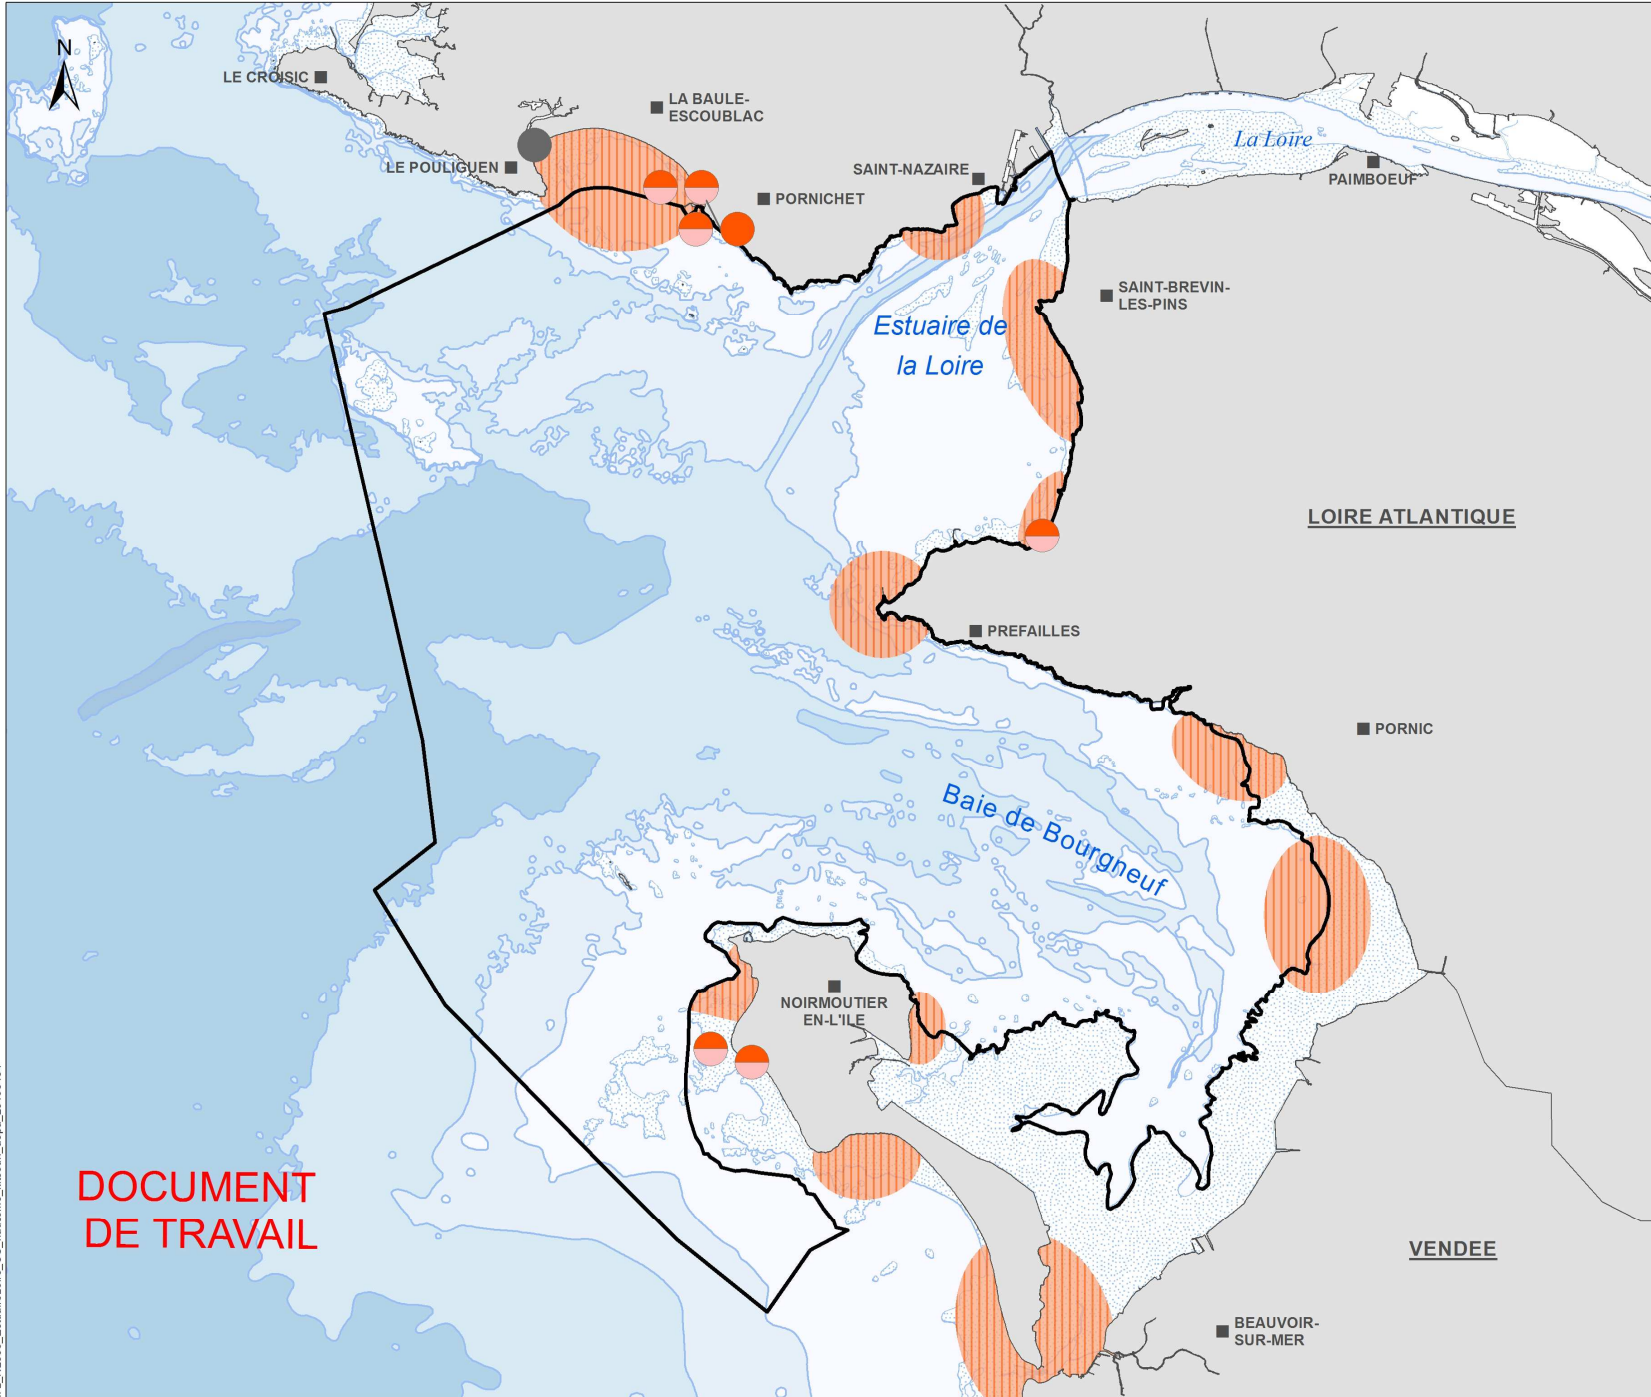 N
LE CROISIC
LA BAULE-
ESCOUBLAC
LE POULIGUEN
PORNICHET
SAINT-NAZAIRE
La Loire
PAIMBOEUF
SAINT-BREVIN-
LES-PINS
Estuaire de
la Loire
LOIRE ATLANTIQUE
PREFAILLES
PORNIC
Baie de Bourgneuf
NOIRMOUTIER
EN-L'ILE
DOCUMENT
DE TRAVAIL
VENDEE
BEAUVOIR-
SUR-MER